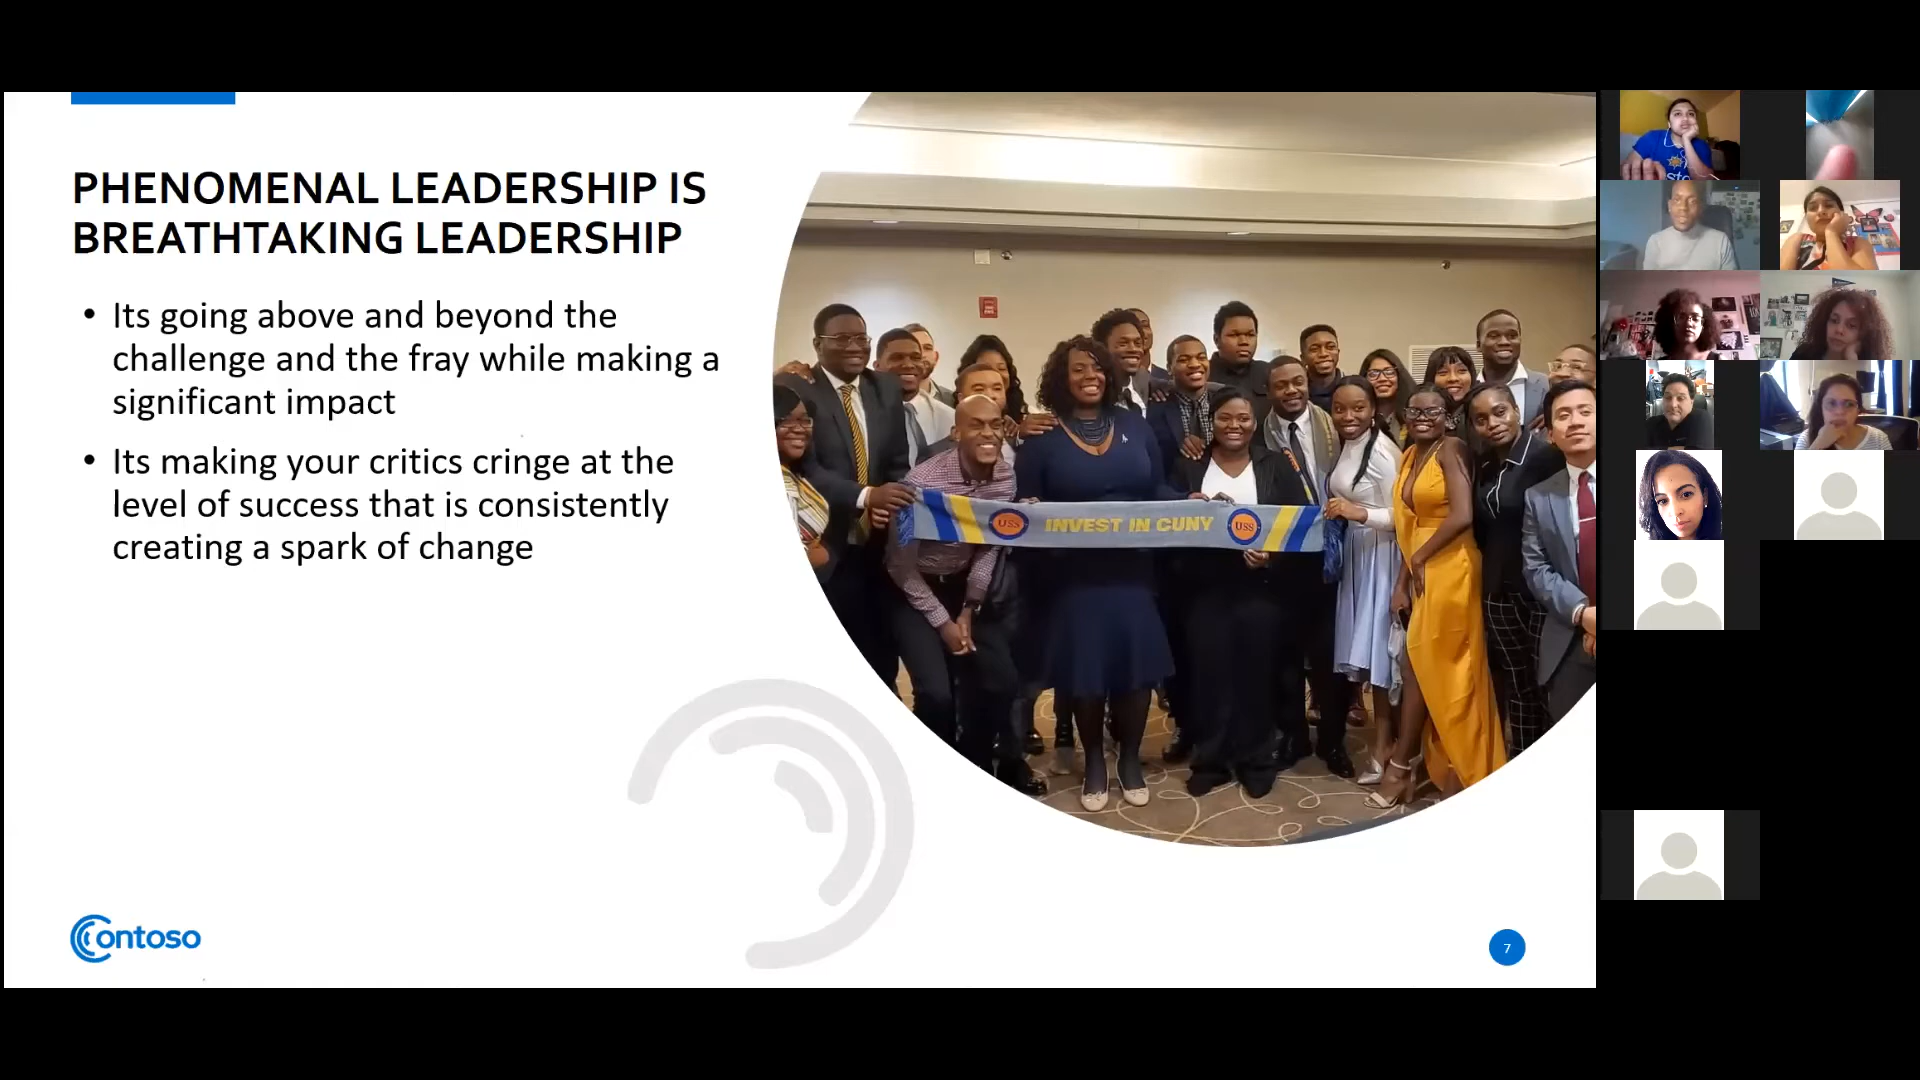 PHENOMENAL LEADERSHIP IS
BREATHTAKING LEADERSHIP
• Its going above and beyond the
challenge and the fray while making a
significant impact
• Its making your critics cringe at the
level of success that is consistently
creating a spark of change
USS INVEST IN CUNY USS
Contoso
7